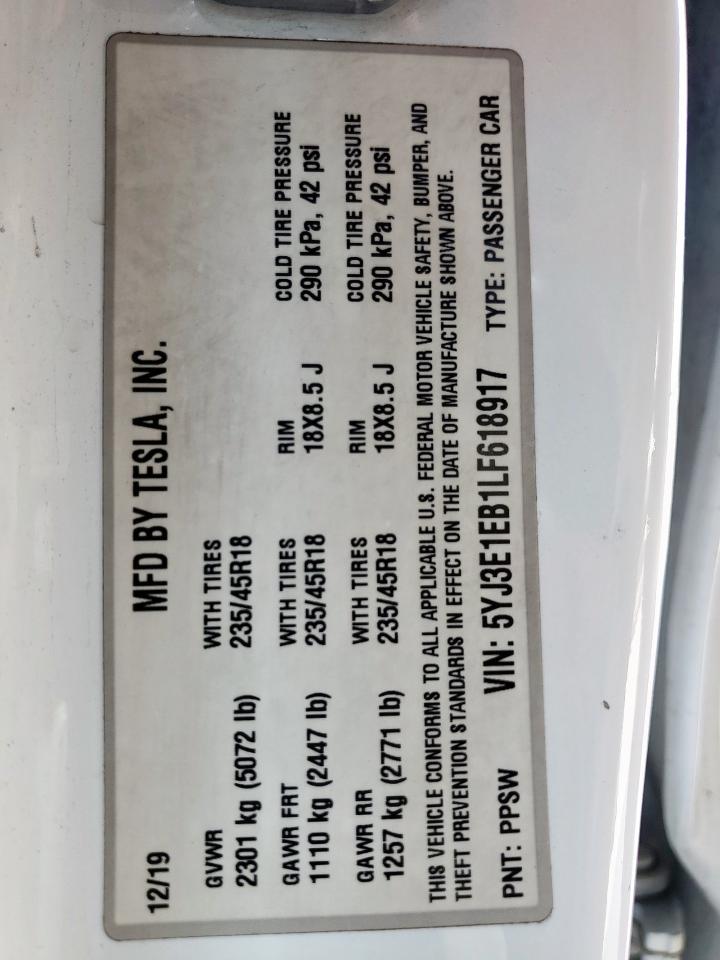 MFD BY TESLA, INC.
12/19
GVWR WITH TIRES
2301 kg (5072 lb) 235/45R18
GAWR FRT WITH TIRES RIM COLD TIRE PRESSURE
1110 kg (2447 lb) 235/45R18 18X8.5 J 290 kPa, 42 psi
GAWR RR WITH TIRES RIM COLD TIRE PRESSURE
1257 kg (2771 lb) 235/45R18 18X8.5 J 290 kPa, 42 psi
THIS VEHICLE CONFORMS TO ALL APPLICABLE U.S. FEDERAL MOTOR VEHICLE SAFETY, BUMPER, AND
THEFT PREVENTION STANDARDS IN EFFECT ON THE DATE OF MANUFACTURE SHOWN ABOVE.
PNT: PPSW VIN: 5YJ3E1EB1LF618917 TYPE: PASSENGER CAR